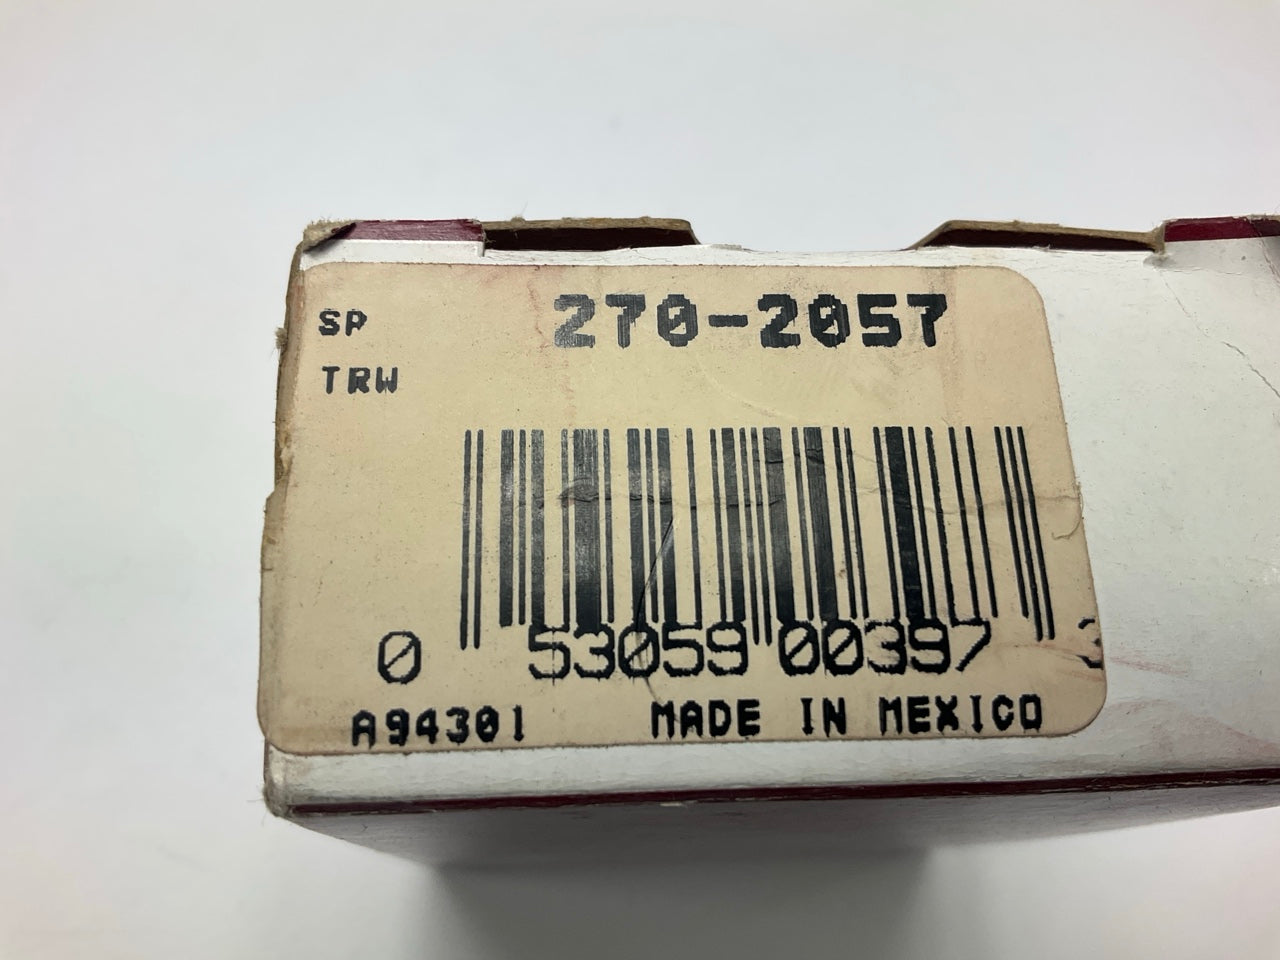 SP 270-2057
TRW
0 53059 00397 3
A94301 MADE IN MEXICO